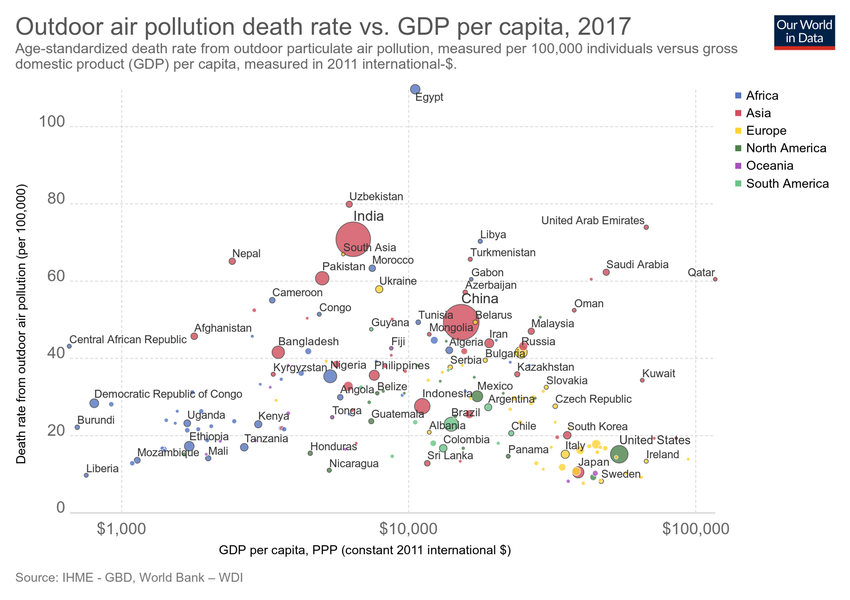 Outdoor air pollution death rate vs. GDP per capita, 2017
Our World
in Data
Age-standardized death rate from outdoor particulate air pollution, measured per 100,000 individuals versus gross
domestic product (GDP) per capita, measured in 2011 international-$.
Death rate from outdoor air pollution (per 100,000)
100
80
60
40
20
0
Egypt
Uzbekistan
India
South Asia
Nepal
Pakistan
Morocco
Ukraine
Cameroon
Congo
United Arab Emirates
Libya
Turkmenistan
Gabon
Azerbaijan
Saudi Arabia
Qatar
China
Oman
Tunisia
Belarus
Guyana
Mongolia
Malaysia
Central African Republic
Afghanistan
Bangladesh
Fiji
Algeria
Iran
Russia
Serbia
Bulgaria
Kyrgyzstan
Nigeria
Philippines
Kazakhstan
Kuwait
Democratic Republic of Congo
Angola
Belize
Mexico
Slovakia
Indonesia
Argentina
Czech Republic
Burundi
Uganda
Kenya
Tonga
Guatemala
Albania
Brazil
Chile
South Korea
Ethiopia
Tanzania
Colombia
United States
Mozambique
Mali
Honduras
Sri Lanka
Panama
Italy
Ireland
Liberia
Nicaragua
Japan
Sweden
$1,000
$10,000
$100,000
GDP per capita, PPP (constant 2011 international $)
Africa
Asia
Europe
North America
Oceania
South America
Source: IHME - GBD, World Bank – WDI